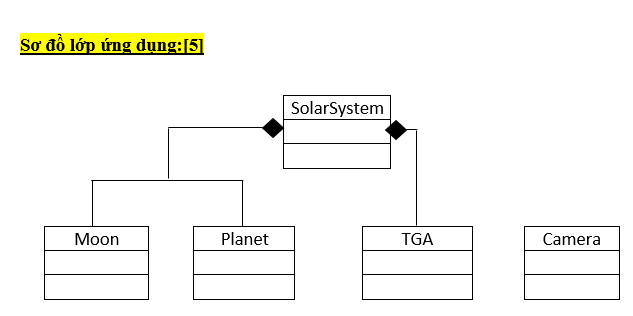 Sơ đồ lớp ứng dụng:[5]
SolarSystem
Moon
Planet
TGA
Camera